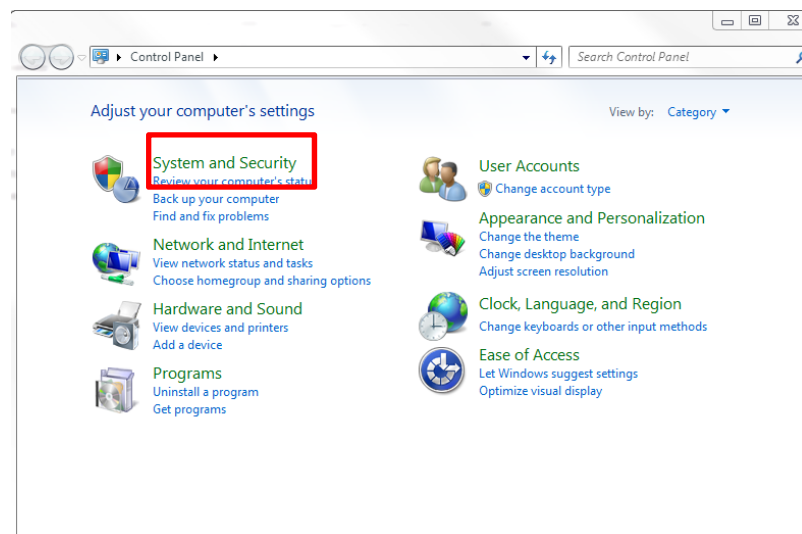 Control Panel
Search Control Panel
Adjust your computer's settings
View by: Category
System and Security
Review your computer's statu
Back up your computer
Find and fix problems
Network and Internet
View network status and tasks
Choose homegroup and sharing options
Hardware and Sound
View devices and printers
Add a device
Programs
Uninstall a program
Get programs
User Accounts
Change account type
Appearance and Personalization
Change the theme
Change desktop background
Adjust screen resolution
Clock, Language, and Region
Change keyboards or other input methods
Ease of Access
Let Windows suggest settings
Optimize visual display